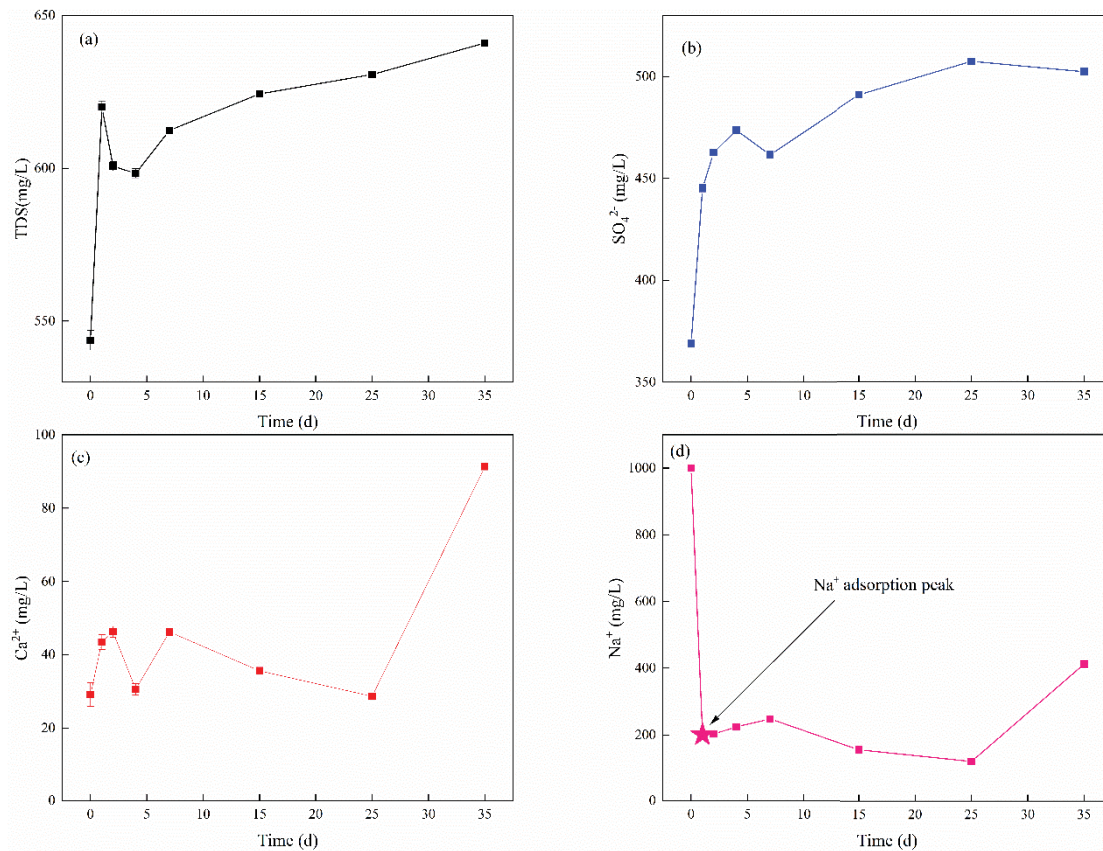 (a)
650
600
550
TDS(mg/L)
0 5 10 15 20 25 30 35
Time (d)
(b)
500
450
400
350
SO₄²⁻ (mg/L)
0 5 10 15 20 25 30 35
Time (d)
(c)
100
80
60
40
20
0
Ca²⁺ (mg/L)
0 5 10 15 20 25 30 35
Time (d)
(d)
1000
800
600
400
200
0
Na⁺ (mg/L)
Na⁺ adsorption peak
0 5 10 15 20 25 30 35
Time (d)